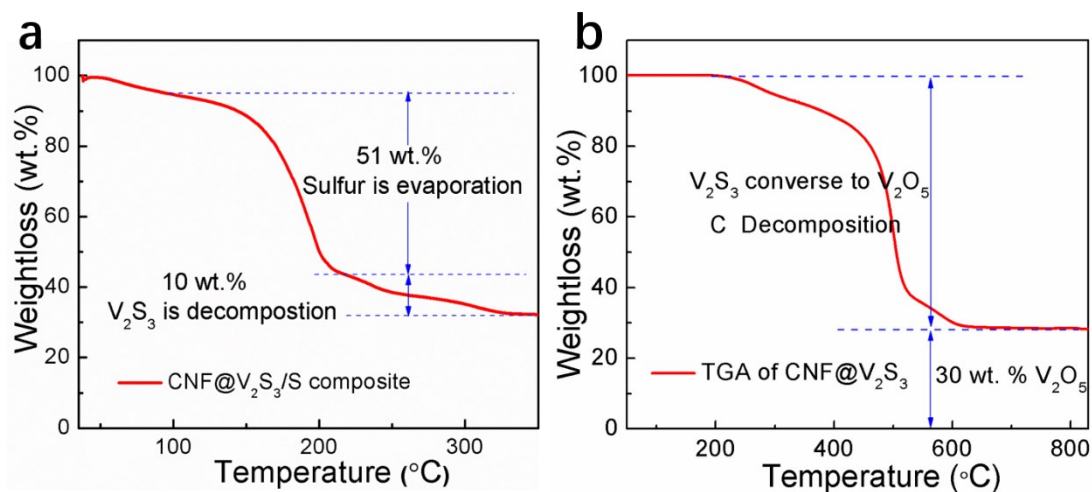 a
Weightloss (wt.%)
100
80
60
40
20
0
51 wt.%
Sulfur is evaporation
10 wt.%
V₂S₃ is decompostion
CNF@V₂S₃/S composite
100
200
300
Temperature (°C)
b
Weightloss (wt.%)
100
80
60
40
20
0
V₂S₃ converse to V₂O₅
C Decomposition
TGA of CNF@V₂S₃
30 wt. % V₂O₅
200
400
600
800
Temperature (°C)